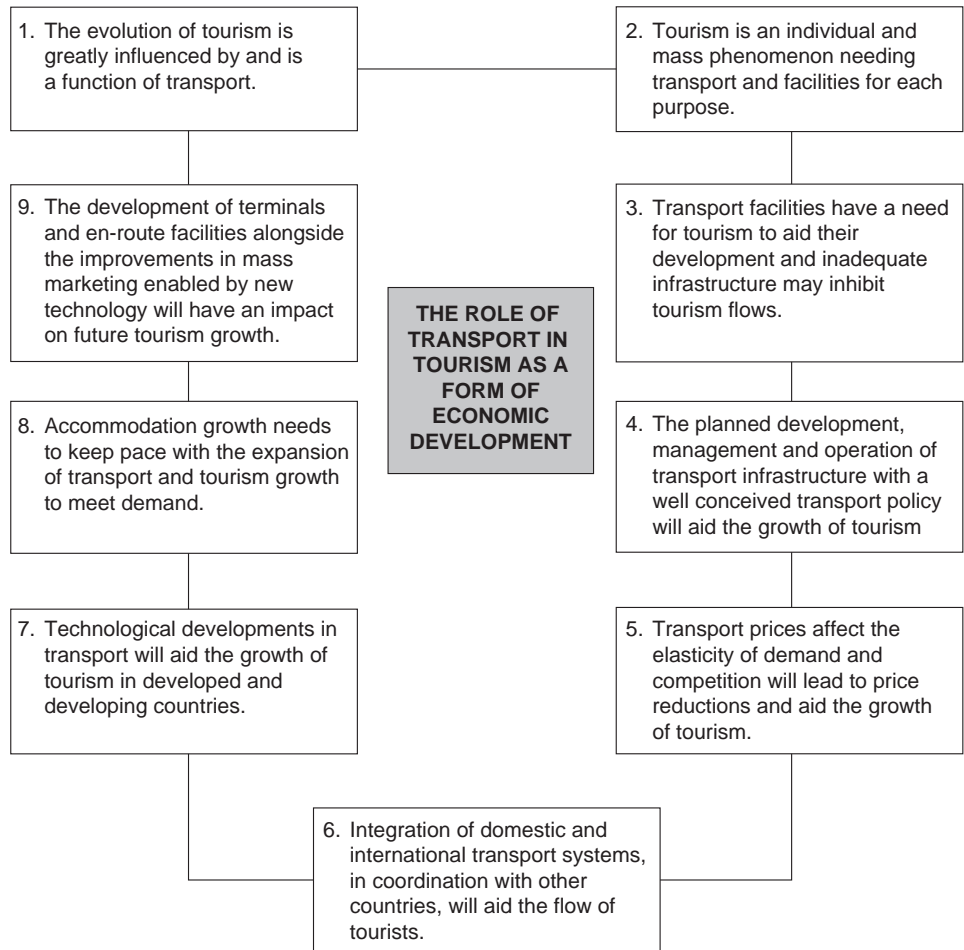 1. The evolution of tourism is
greatly influenced by and is
a function of transport.
2. Tourism is an individual and
mass phenomenon needing
transport and facilities for each
purpose.
9. The development of terminals
and en-route facilities alongside
the improvements in mass
marketing enabled by new
technology will have an impact
on future tourism growth.
3. Transport facilities have a need
for tourism to aid their
development and inadequate
infrastructure may inhibit
tourism flows.
THE ROLE OF
TRANSPORT IN
TOURISM AS A
FORM OF
ECONOMIC
DEVELOPMENT
8. Accommodation growth needs
to keep pace with the expansion
of transport and tourism growth
to meet demand.
4. The planned development,
management and operation of
transport infrastructure with a
well conceived transport policy
will aid the growth of tourism
7. Technological developments in
transport will aid the growth of
tourism in developed and
developing countries.
5. Transport prices affect the
elasticity of demand and
competition will lead to price
reductions and aid the growth
of tourism.
6. Integration of domestic and
international transport systems,
in coordination with other
countries, will aid the flow of
tourists.